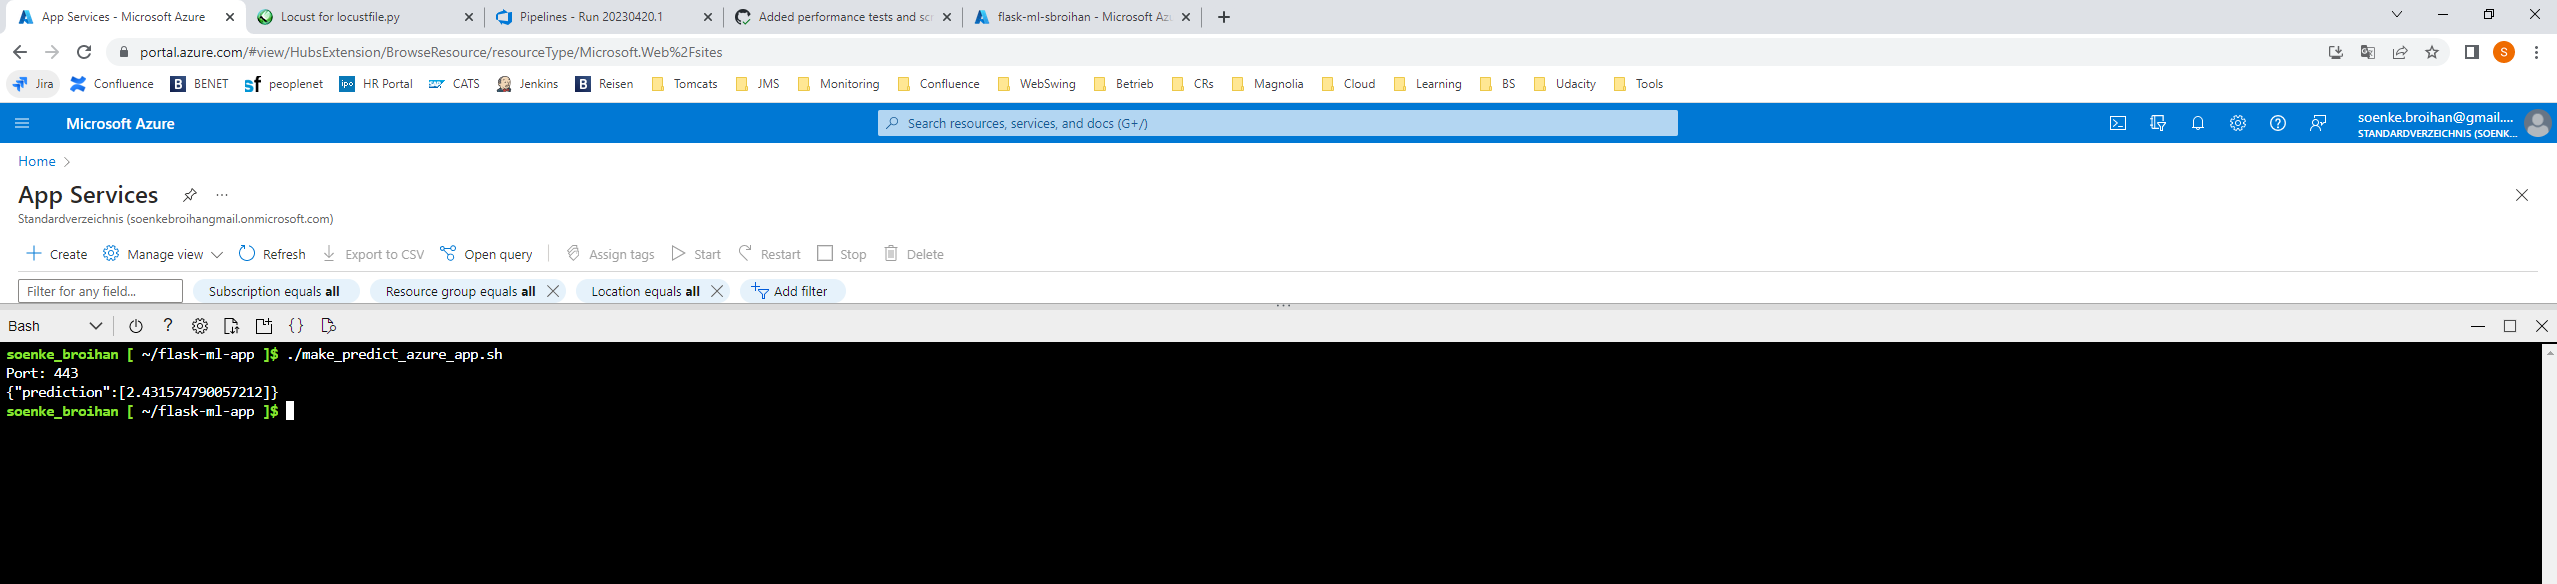 App Services - Microsoft Azure
Locust for locustfile.py
Pipelines - Run 20230420.1
Added performance tests and scr
flask-ml-sbroihan - Microsoft Azu
portal.azure.com/#view/HubsExtension/BrowseResource/resourceType/Microsoft.Web%2Fsites
S
Jira Confluence B BENET sf peoplenet ipo HR Portal SAP CATS Jenkins B Reisen Tomcats JMS Monitoring Confluence WebSwing Betrieb CRs Magnolia Cloud Learning BS Udacity Tools
Microsoft Azure
Search resources, services, and docs (G+/)
soenke.broihan@gmail....
STANDARDVERZEICHNIS (SOENK...
Home >
App Services
Standardverzeichnis (soenkebroihangmail.onmicrosoft.com)
Create Manage view Refresh Export to CSV Open query Assign tags Start Restart Stop Delete
Filter for any field... Subscription equals all Resource group equals all Location equals all Add filter
Bash ? {}
soenke_broihan [ ~/flask-ml-app ]$ ./make_predict_azure_app.sh
Port: 443
{"prediction":[2.431574790057212]}
soenke_broihan [ ~/flask-ml-app ]$